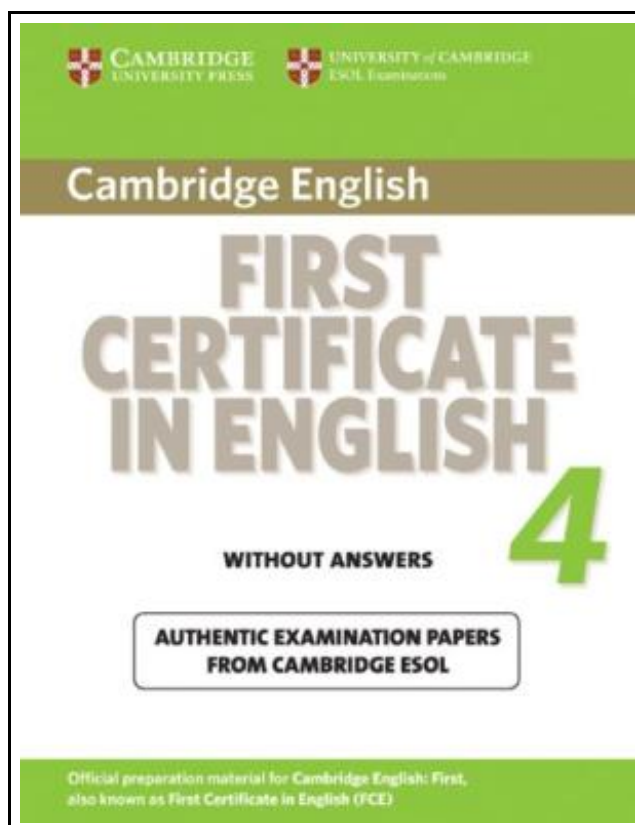 CAMBRIDGE
UNIVERSITY PRESS
UNIVERSITY of CAMBRIDGE
ESOL Examinations
Cambridge English
FIRST
CERTIFICATE
IN ENGLISH
4
WITHOUT ANSWERS
AUTHENTIC EXAMINATION PAPERS
FROM CAMBRIDGE ESOL
Official preparation material for Cambridge English: First,
also known as First Certificate in English (FCE)